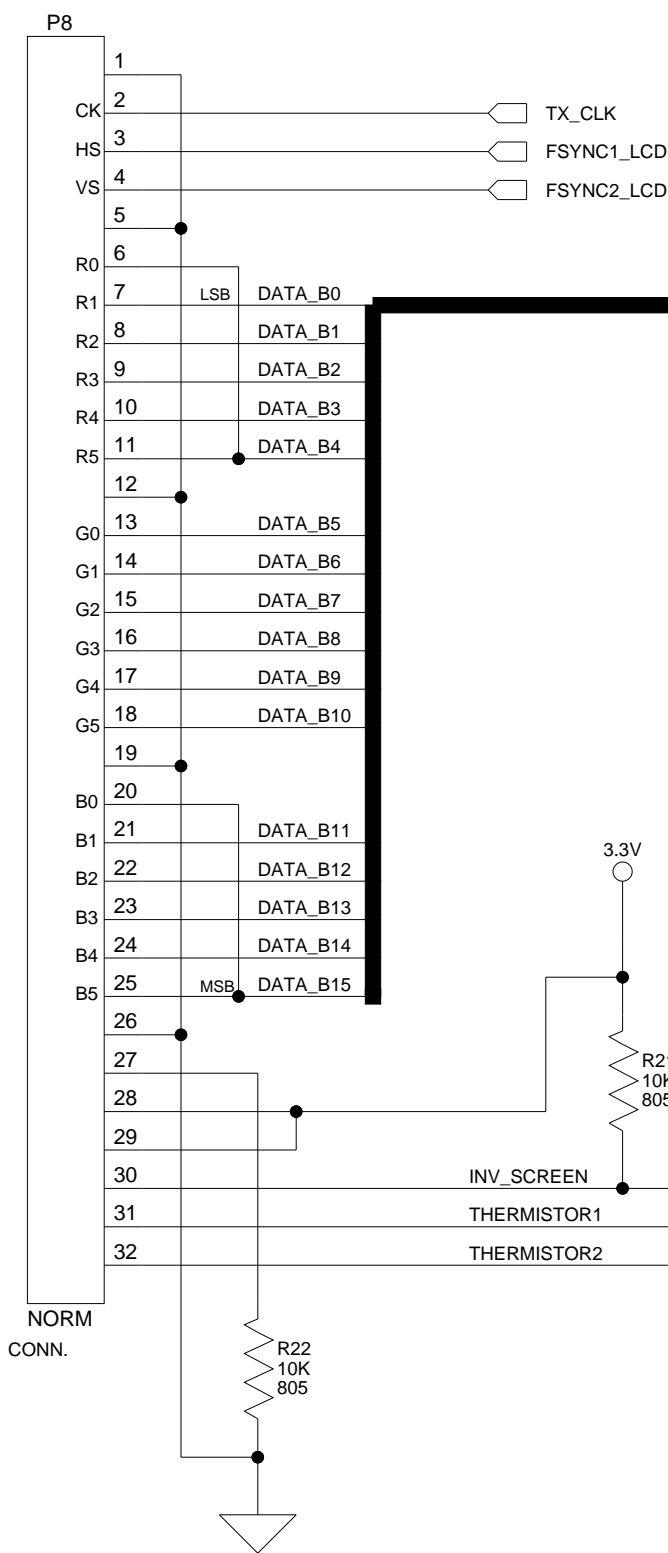 P8
1
CK 2 TX_CLK
HS 3 FSYNC1_LCD
VS 4 FSYNC2_LCD
5
R0 6
R1 7 LSB DATA_B0
R2 8 DATA_B1
R3 9 DATA_B2
R4 10 DATA_B3
R5 11 DATA_B4
12
G0 13 DATA_B5
G1 14 DATA_B6
G2 15 DATA_B7
G3 16 DATA_B8
G4 17 DATA_B9
G5 18 DATA_B10
19
B0 20
B1 21 DATA_B11
3.3V
B2 22 DATA_B12
B3 23 DATA_B13
B4 24 DATA_B14
B5 25 MSB DATA_B15
26
27
28
29
30 INV_SCREEN
31 THERMISTOR1
32 THERMISTOR2
NORM
CONN.
R22
10K
805